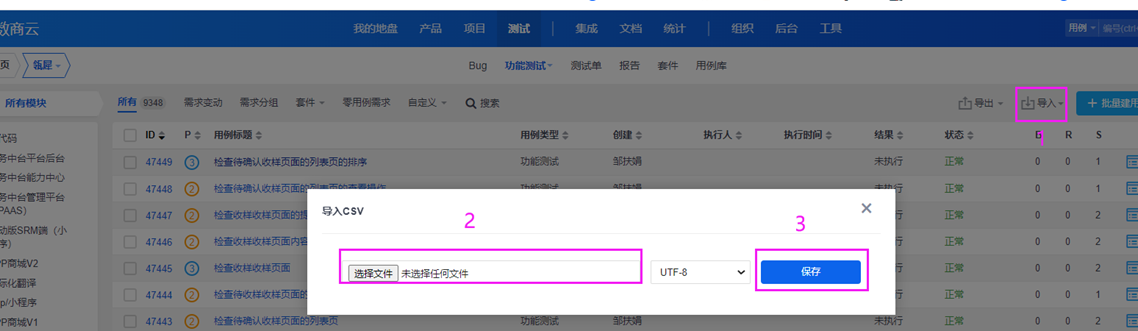 数商云 我的地盘 产品 项目 测试 集成 文档 统计 组织 后台 工具 用例
页 瓴犀 Bug 功能测试 测试单 报告 套件 用例库
所有模块 所有 9348 需求变动 需求分组 套件 零用例需求 自定义 搜索 导出 导入 批量建用
ID P 用例标题 用例类型 创建 执行人 执行时间 结果 状态 B R S
1
代码
47449 3 检查待确认收样页面的列表页的排序 功能测试 邹扶娟 未执行 正常 0 0 1
务中台平台后台
务中台能力中心
47448 2 检查待确认收样页面的列表页的查看操作 功能测试 邹扶娟 未执行 正常 0 0 1
务中台管理平台
PAAS)
47447 2 检查收样收样页面的提 正常 0 0 2
动版SRM端（小
序）
47446 2 检查收样收样页面内容 正常 0 0 2
P商城V2
47445 3 检查收样收样页面 正常 0 0 2
际化翻译
47444 2 检查待收样收样页面的 正常 0 0 1
p/小程序
P商城V1
47443 2 检查待确认收样页面的列表页 功能测试 邹扶娟 未执行 正常 0 0 2
导入CSV
2
3
选择文件 未选择任何文件 UTF-8 保存